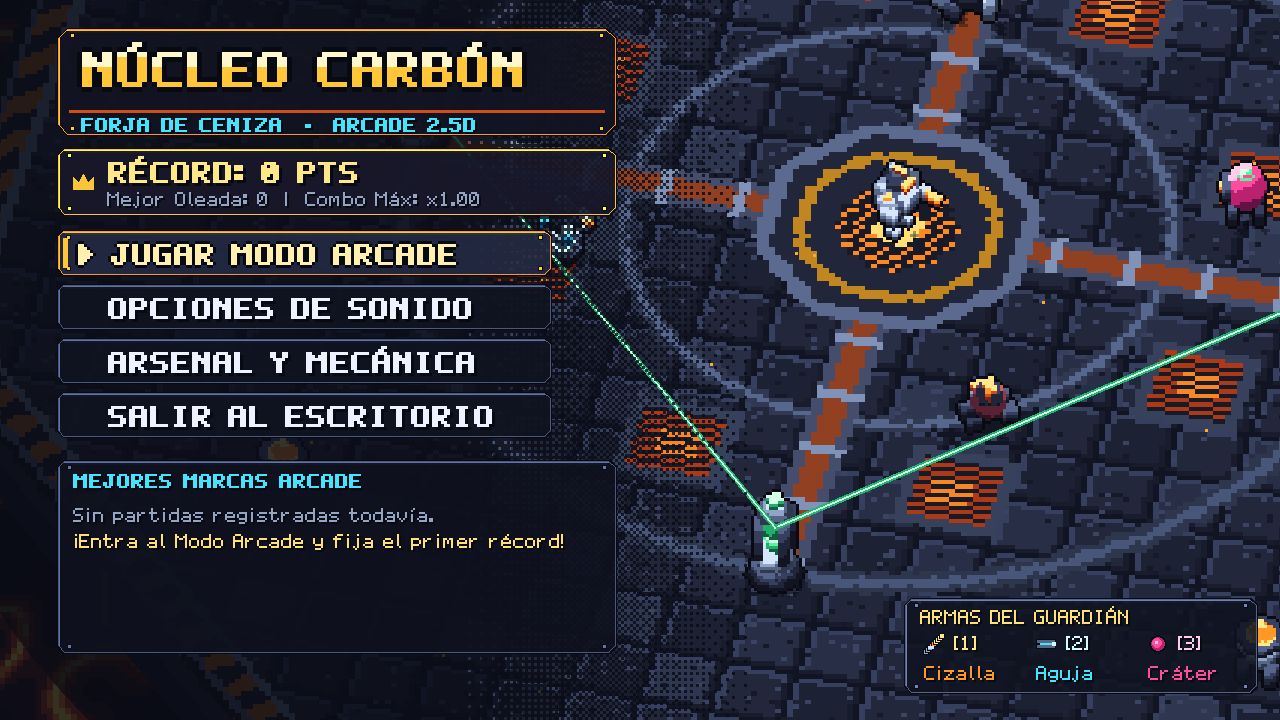 NÚCLEO CARBÓN
FORJA DE CENIZA - ARCADE 2.5D
RÉCORD: 0 PTS
Mejor Oleada: 0 | Combo Máx: x1.00
JUGAR MODO ARCADE
OPCIONES DE SONIDO
ARSENAL Y MECÁNICA
SALIR AL ESCRITORIO
MEJORES MARCAS ARCADE
Sin partidas registradas todavía.
¡Entra al Modo Arcade y fija el primer récord!
ARMAS DEL GUARDIÁN
[1] [2] [3]
Cizalla Aguja Cráter